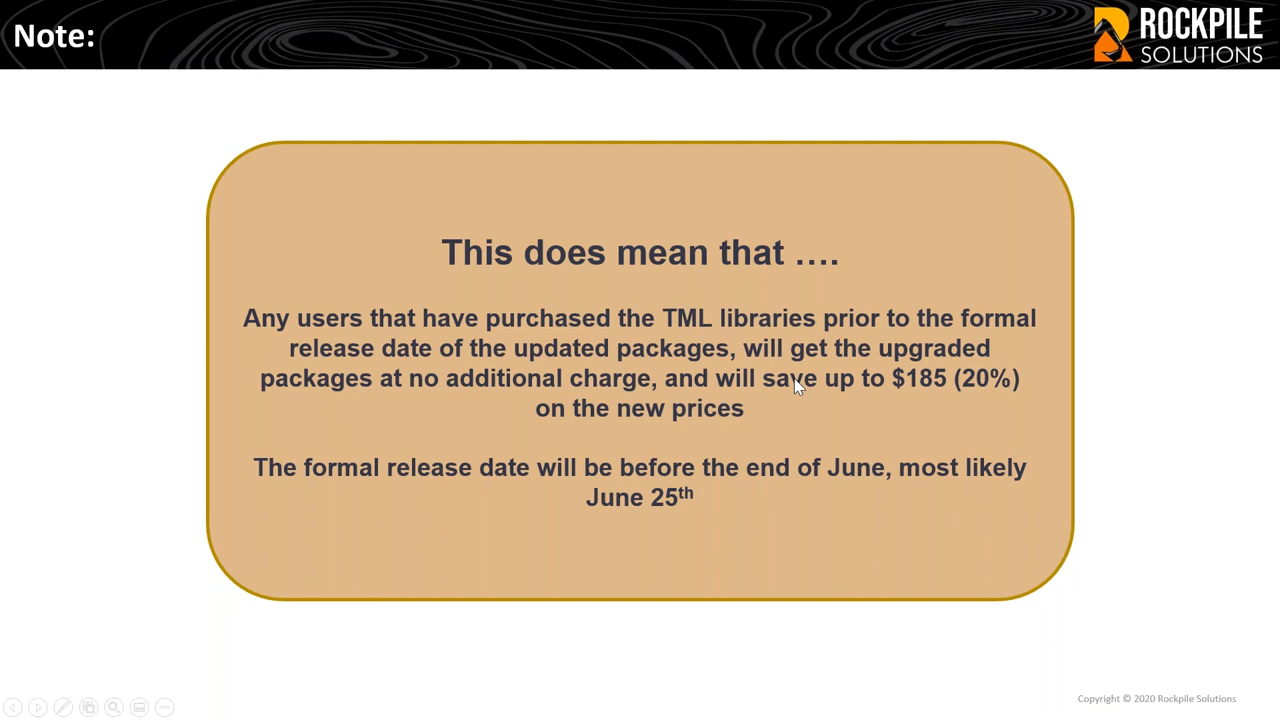 Note:
ROCKPILE
SOLUTIONS
This does mean that ....
Any users that have purchased the TML libraries prior to the formal
release date of the updated packages, will get the upgraded
packages at no additional charge, and will save up to $185 (20%)
on the new prices
The formal release date will be before the end of June, most likely
June 25th
Copyright © 2020 Rockpile Solutions